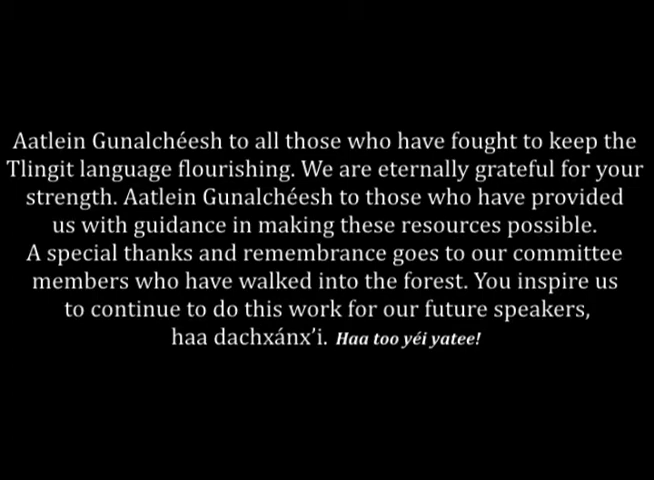 Aatlein Gunalchéesh to all those who have fought to keep the
Tlingit language flourishing. We are eternally grateful for your
strength. Aatlein Gunalchéesh to those who have provided
us with guidance in making these resources possible.
A special thanks and remembrance goes to our committee
members who have walked into the forest. You inspire us
to continue to do this work for our future speakers,
haa dachxánx’i. Haa too yéi yatee!